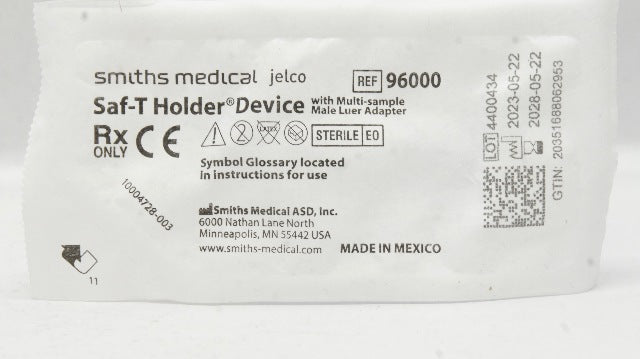 smiths medical jelco
REF 96000
Saf-T Holder® Device with Multi-sample
Male Luer Adapter
Rx
ONLY
CE
2
LATEX
STERILE EO
Symbol Glossary located
in instructions for use
10004728-003
Smiths Medical ASD, Inc.
6000 Nathan Lane North
Minneapolis, MN 55442 USA
www.smiths-medical.com
MADE IN MEXICO
11
LOT 4400434
2023-05-22
2028-05-22
GTIN: 20351688062953